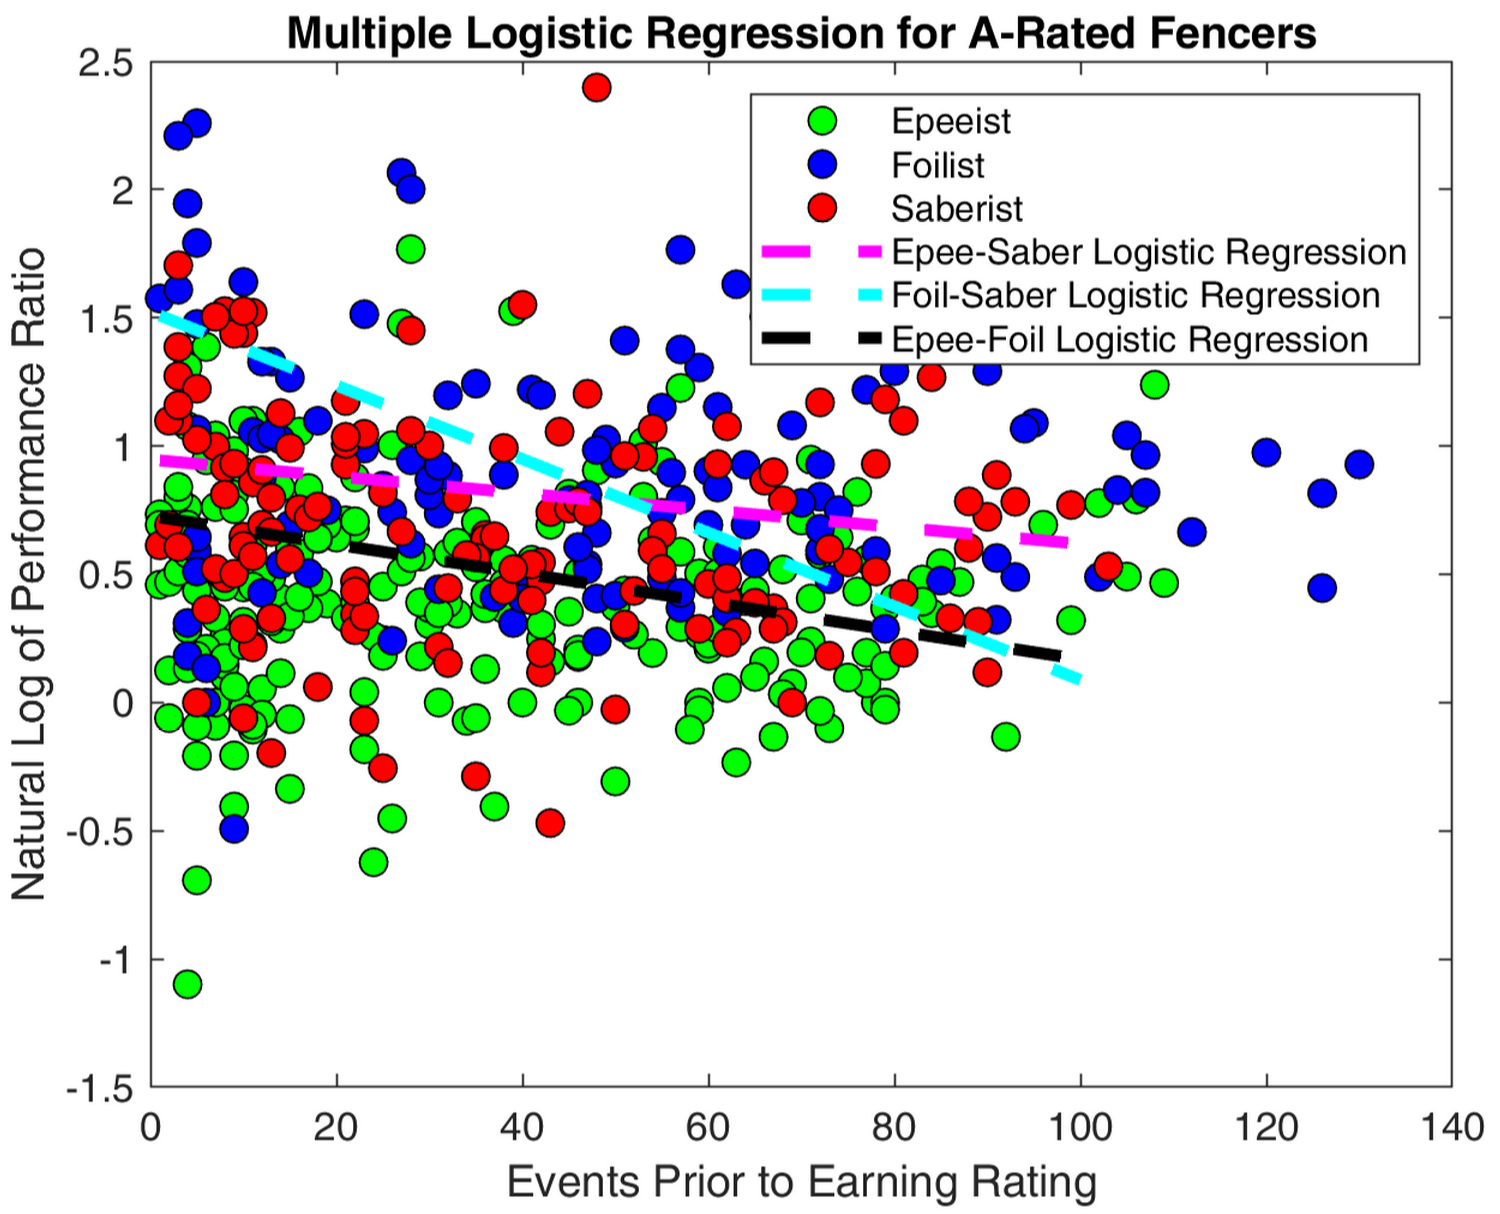 Multiple Logistic Regression for A-Rated Fencers
Natural Log of Performance Ratio
2.5
2
1.5
1
0.5
0
-0.5
-1
-1.5
Epeeist
Foilist
Saberist
Epee-Saber Logistic Regression
Foil-Saber Logistic Regression
Epee-Foil Logistic Regression
0 20 40 60 80 100 120 140
Events Prior to Earning Rating